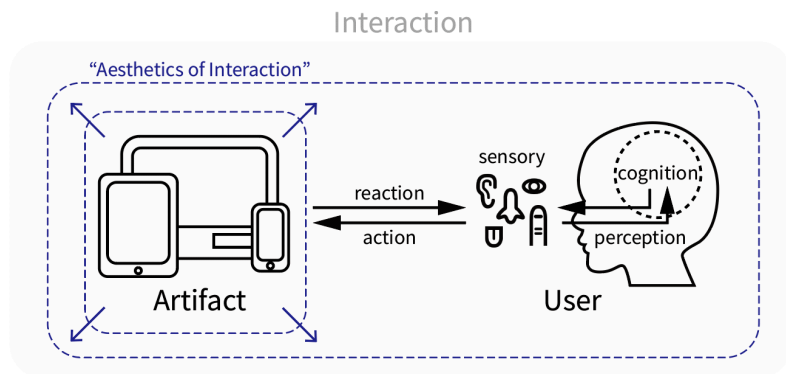 Interaction
“Aesthetics of Interaction”
sensory
cognition
reaction
action
perception
Artifact
User